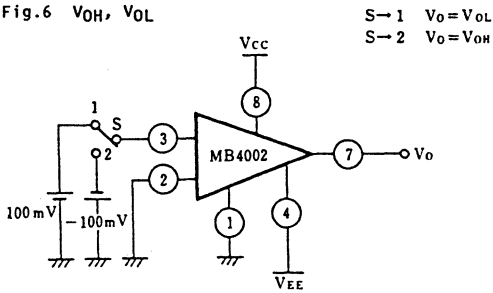 Fig.6 VOH, VOL
S→1 VO=VOL
S→2 VO=VOH
VCC
8
1
S
2
3
2
MB4002
7
VO
100mV
-100mV
1
4
VEE